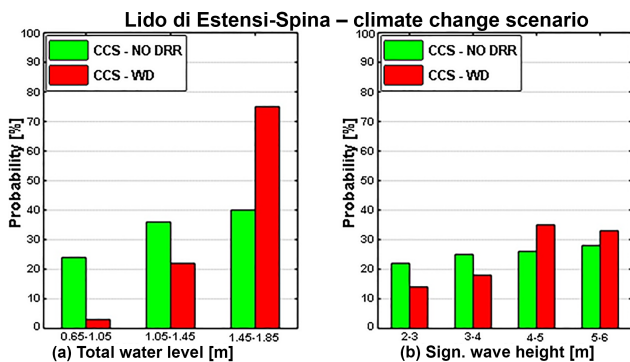 Lido di Estensi-Spina – climate change scenario
100
90
80
70
60
50
40
30
20
10
0
Probability [%]
CCS - NO DRR
CCS - WD
0.65-1.05 1.05-1.45 1.45-1.85
(a) Total water level [m]
100
90
80
70
60
50
40
30
20
10
0
Probability [%]
CCS - NO DRR
CCS - WD
2-3 3-4 4-5 5-6
(b) Sign. wave height [m]